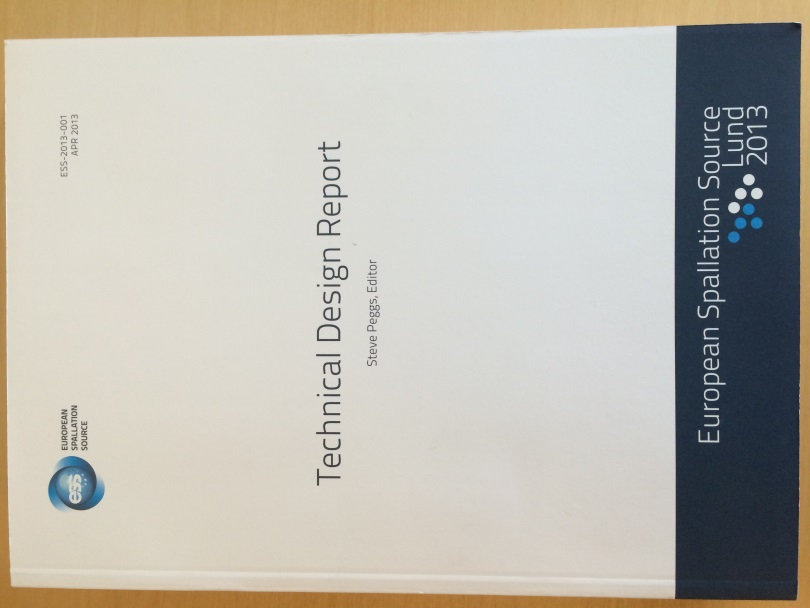 ess
EUROPEAN
SPALLATION
SOURCE
ESS-2013-001
APR 2013
Technical Design Report
Steve Peggs, Editor
European Spallation Source
Lund
2013